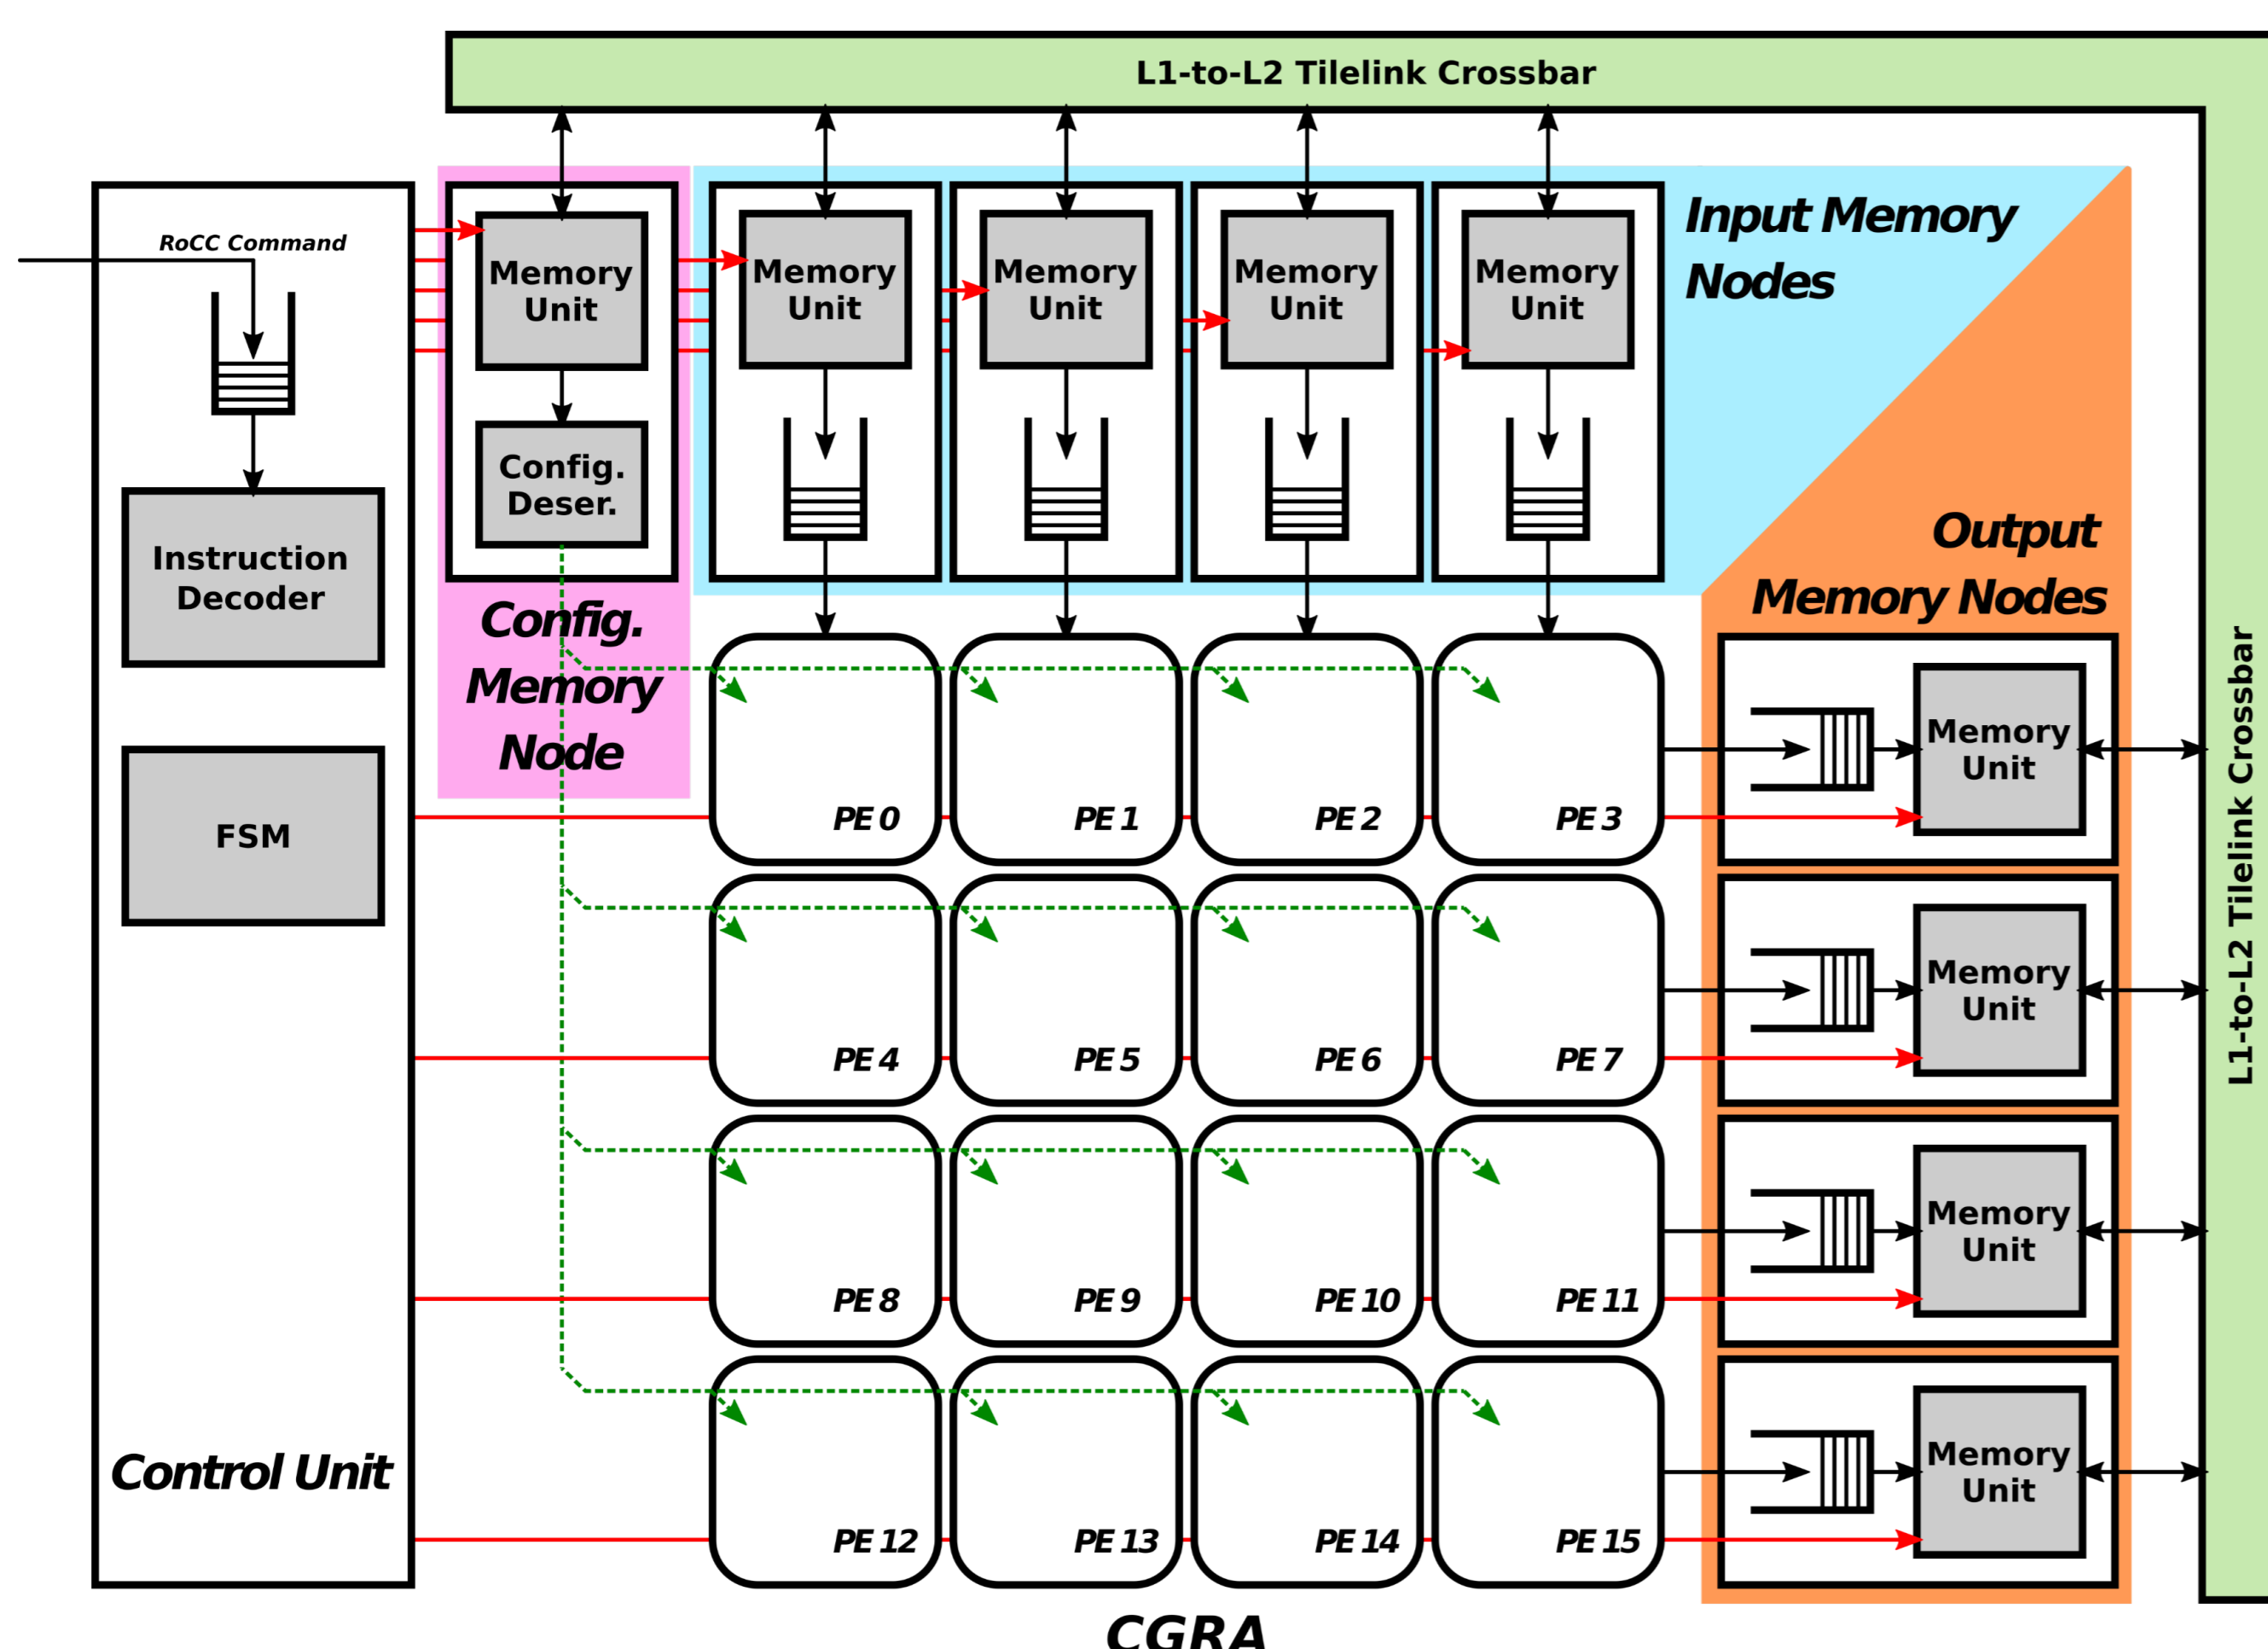 L1-to-L2 Tilelink Crossbar
RoCC Command
Memory
Unit
Memory
Unit
Memory
Unit
Memory
Unit
Memory
Unit
Input Memory
Nodes
Config.
Deser.
Instruction
Decoder
FSM
Control Unit
Config.
Memory
Node
Output
Memory Nodes
PE 0
PE 1
PE 2
PE 3
Memory
Unit
PE 4
PE 5
PE 6
PE 7
Memory
Unit
PE 8
PE 9
PE 10
PE 11
Memory
Unit
PE 12
PE 13
PE 14
PE 15
Memory
Unit
L1-to-L2 Tilelink Crossbar
CGRA